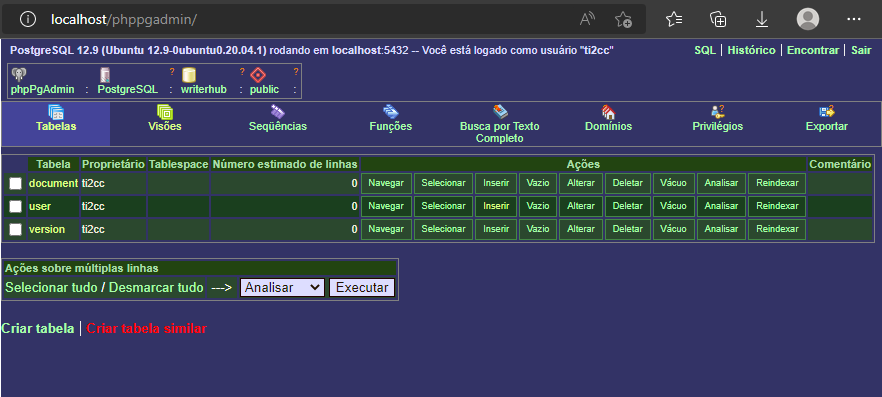 localhost/phppgadmin/
PostgreSQL 12.9 (Ubuntu 12.9-0ubuntu0.20.04.1) rodando em localhost:5432 -- Você está logado como usuário "ti2cc"
SQL | Histórico | Encontrar | Sair
phpPgAdmin : PostgreSQL ? : writerhub ? : public ? :
Tabelas Visões Seqüências Funções Busca por Texto Completo Domínios Privilégios Exportar
Tabela Proprietário Tablespace Número estimado de linhas Ações Comentário
document ti2cc 0 Navegar Selecionar Inserir Vazio Alterar Deletar Vácuo Analisar Reindexar
user ti2cc 0 Navegar Selecionar Inserir Vazio Alterar Deletar Vácuo Analisar Reindexar
version ti2cc 0 Navegar Selecionar Inserir Vazio Alterar Deletar Vácuo Analisar Reindexar
Ações sobre múltiplas linhas
Selecionar tudo / Desmarcar tudo ---> Analisar Executar
Criar tabela | Criar tabela similar